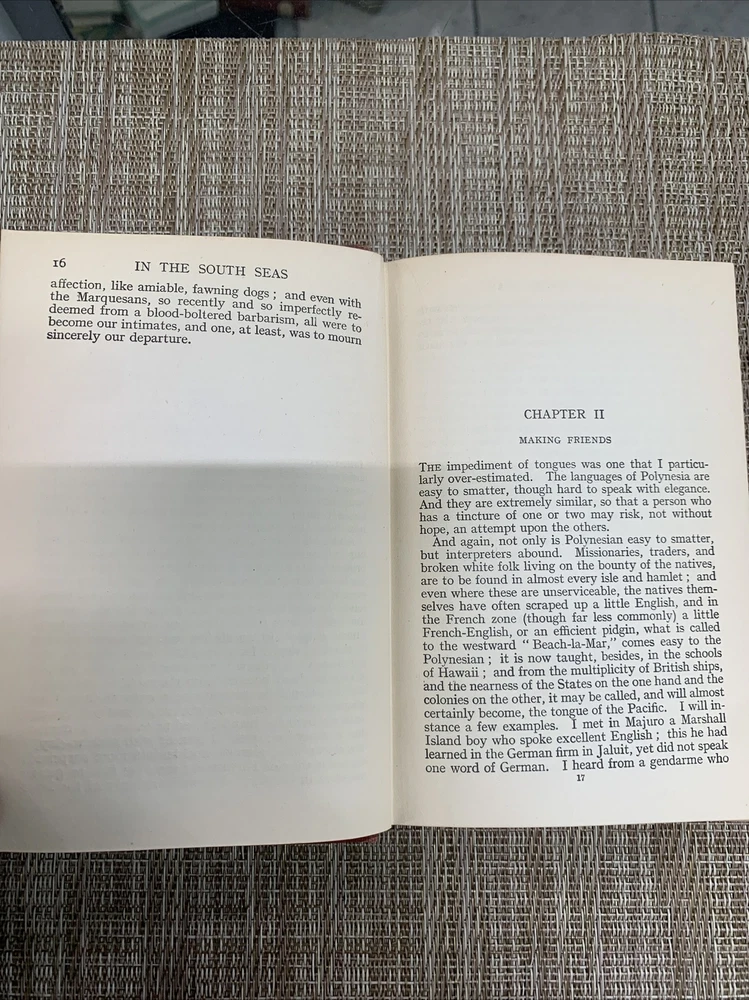 16
IN THE SOUTH SEAS
affection, like amiable, fawning dogs ; and even with
the Marquesans, so recently and so imperfectly re-
deemed from a blood-boltered barbarism, all were to
become our intimates, and one, at least, was to mourn
sincerely our departure.
CHAPTER II
MAKING FRIENDS
THE impediment of tongues was one that I particu-
larly over-estimated. The languages of Polynesia are
easy to smatter, though hard to speak with elegance.
And they are extremely similar, so that a person who
has a tincture of one or two may risk, not without
hope, an attempt upon the others.
And again, not only is Polynesian easy to smatter,
but interpreters abound. Missionaries, traders, and
broken white folk living on the bounty of the natives,
are to be found in almost every isle and hamlet ; and
even where these are unserviceable, the natives them-
selves have often scraped up a little English, and in
the French zone (though far less commonly) a little
French-English, or an efficient pidgin, what is called
to the westward " Beach-la-Mar," comes easy to the
Polynesian ; it is now taught, besides, in the schools
of Hawaii ; and from the multiplicity of British ships,
and the nearness of the States on the one hand and the
colonies on the other, it may be called, and will almost
certainly become, the tongue of the Pacific. I will in-
stance a few examples. I met in Majuro a Marshall
Island boy who spoke excellent English ; this he had
learned in the German firm in Jaluit, yet did not speak
one word of German. I heard from a gendarme who
17